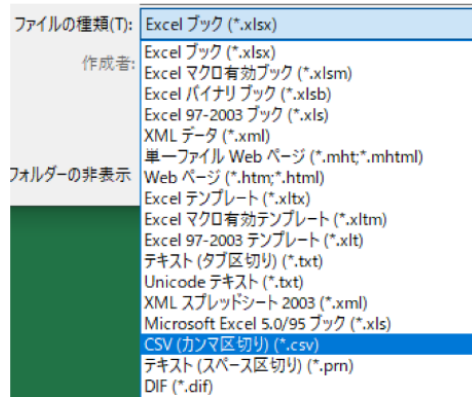 ファイルの種類(T): Excel ブック (*.xlsx)
作成者:
Excel ブック (*.xlsx)
Excel マクロ有効ブック (*.xlsm)
Excel バイナリ ブック (*.xlsb)
Excel 97-2003 ブック (*.xls)
XML データ (*.xml)
単一ファイル Web ページ (*.mht;*.mhtml)
フォルダーの非表示
Web ページ (*.htm;*.html)
Excel テンプレート (*.xltx)
Excel マクロ有効テンプレート (*.xltm)
Excel 97-2003 テンプレート (*.xlt)
テキスト (タブ区切り) (*.txt)
Unicode テキスト (*.txt)
XML スプレッドシート 2003 (*.xml)
Microsoft Excel 5.0/95 ブック (*.xls)
CSV (カンマ区切り) (*.csv)
テキスト (スペース区切り) (*.prn)
DIF (*.dif)